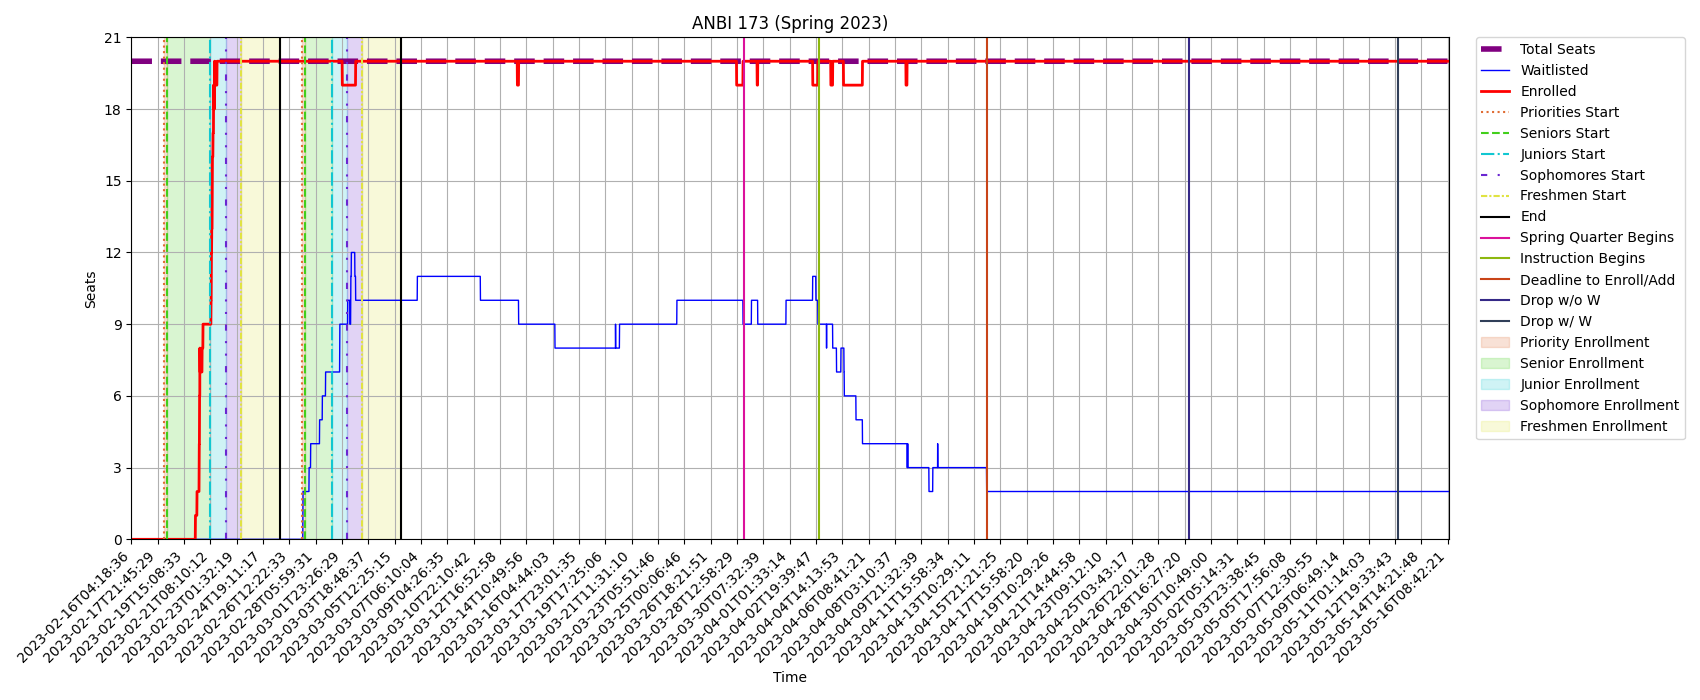 ANBI 173 (Spring 2023)
21
18
15
12
9
6
3
0
Seats
2023-02-16T04:18:36
2023-02-17T21:45:29
2023-02-19T15:08:33
2023-02-21T08:10:12
2023-02-23T01:32:19
2023-02-24T19:11:17
2023-02-26T12:22:33
2023-02-28T05:59:31
2023-03-01T23:26:29
2023-03-03T18:48:37
2023-03-05T12:25:15
2023-03-07T08:10:04
2023-03-09T04:26:35
2023-03-10T22:10:42
2023-03-12T16:52:58
2023-03-14T10:49:56
2023-03-16T04:44:03
2023-03-17T23:01:35
2023-03-19T17:25:06
2023-03-21T11:31:10
2023-03-23T05:51:46
2023-03-25T00:06:46
2023-03-26T18:21:51
2023-03-28T12:58:29
2023-03-30T07:32:39
2023-04-01T01:33:14
2023-04-02T19:39:47
2023-04-04T14:13:53
2023-04-06T08:41:21
2023-04-08T03:10:37
2023-04-09T21:32:39
2023-04-11T15:58:34
2023-04-13T10:29:11
2023-04-15T21:21:25
2023-04-17T15:58:20
2023-04-19T10:29:26
2023-04-21T14:44:58
2023-04-23T09:12:10
2023-04-25T03:43:17
2023-04-26T22:01:28
2023-04-28T16:27:20
2023-04-30T10:49:00
2023-05-02T05:14:31
2023-05-03T23:38:45
2023-05-05T17:56:08
2023-05-07T12:30:55
2023-05-09T06:49:14
2023-05-11T01:14:03
2023-05-12T19:33:43
2023-05-14T14:21:48
2023-05-16T08:42:21
Time
Total Seats
Waitlisted
Enrolled
Priorities Start
Seniors Start
Juniors Start
Sophomores Start
Freshmen Start
End
Spring Quarter Begins
Instruction Begins
Deadline to Enroll/Add
Drop w/o W
Drop w/ W
Priority Enrollment
Senior Enrollment
Junior Enrollment
Sophomore Enrollment
Freshmen Enrollment